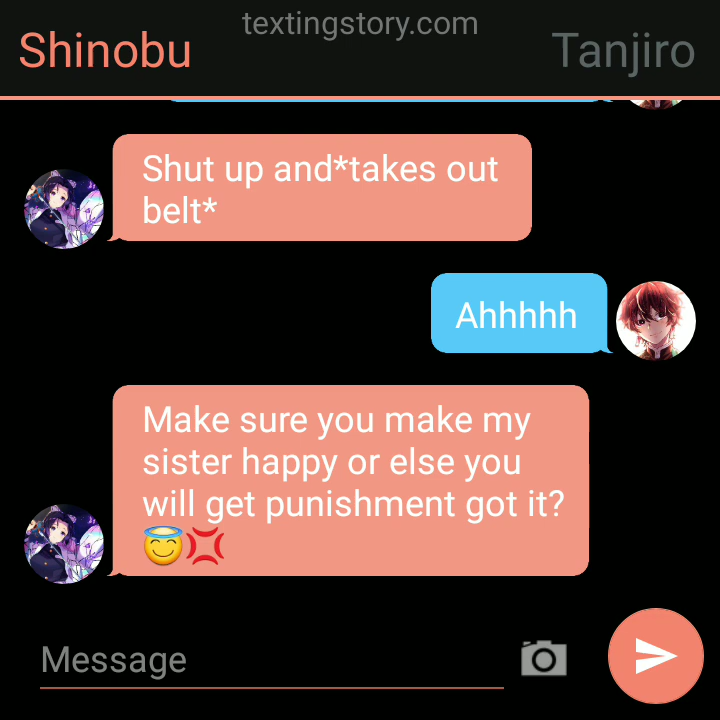 textingstory.com
Shinobu
Tanjiro
Shut up and*takes out
belt*
Ahhhhh
Make sure you make my
sister happy or else you
will get punishment got it?
😇💢
Message